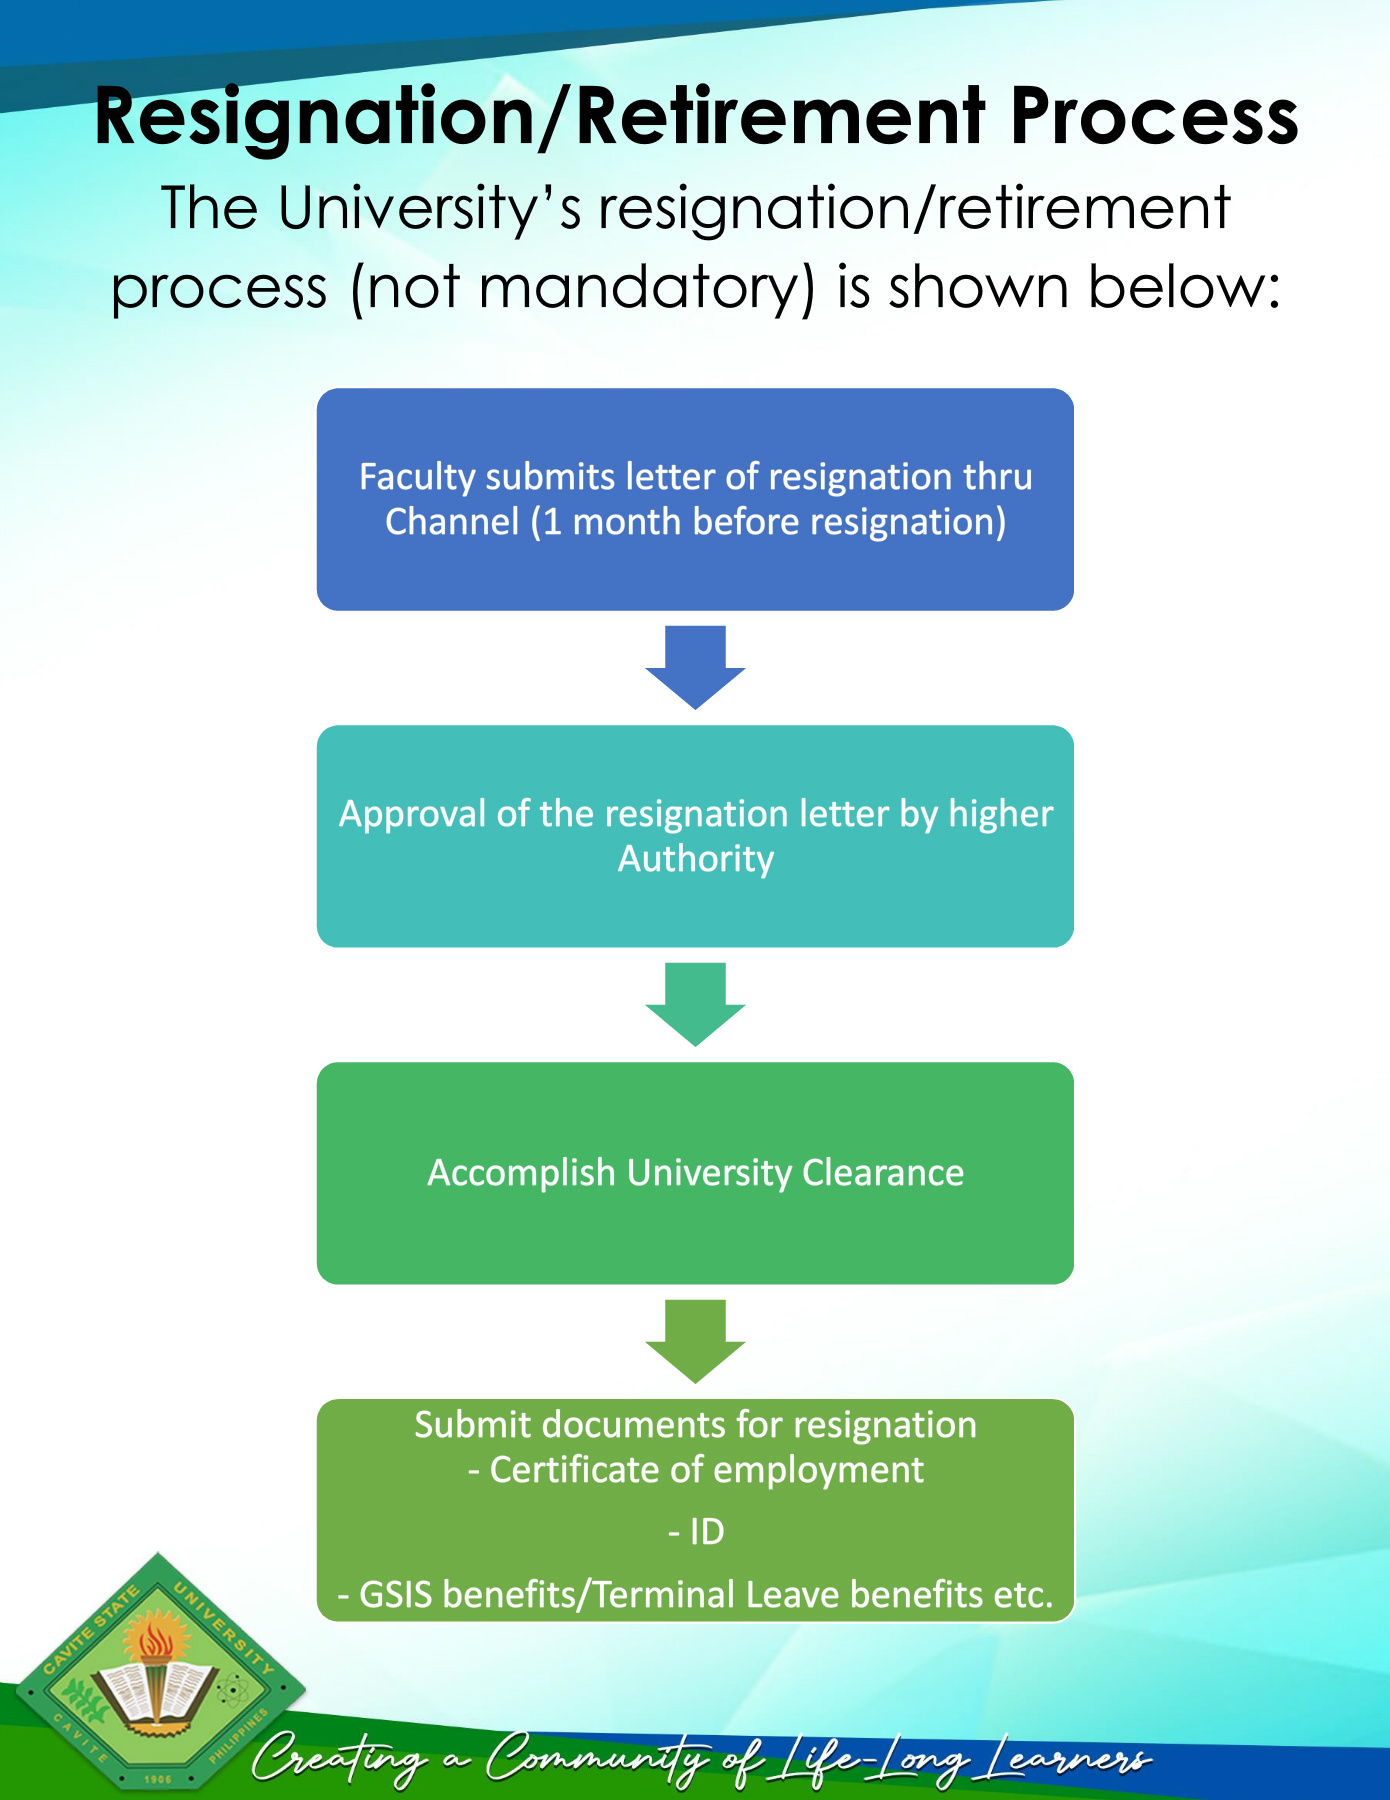 Resignation/Retirement Process
The University’s resignation/retirement
process (not mandatory) is shown below:
Faculty submits letter of resignation thru
Channel (1 month before resignation)
Approval of the resignation letter by higher
Authority
Accomplish University Clearance
Submit documents for resignation
- Certificate of employment
- ID
- GSIS benefits/Terminal Leave benefits etc.
CAVITE STATE UNIVERSITY
CAVITE PHILIPPINES
1906
Creating a Community of Life-Long Learners